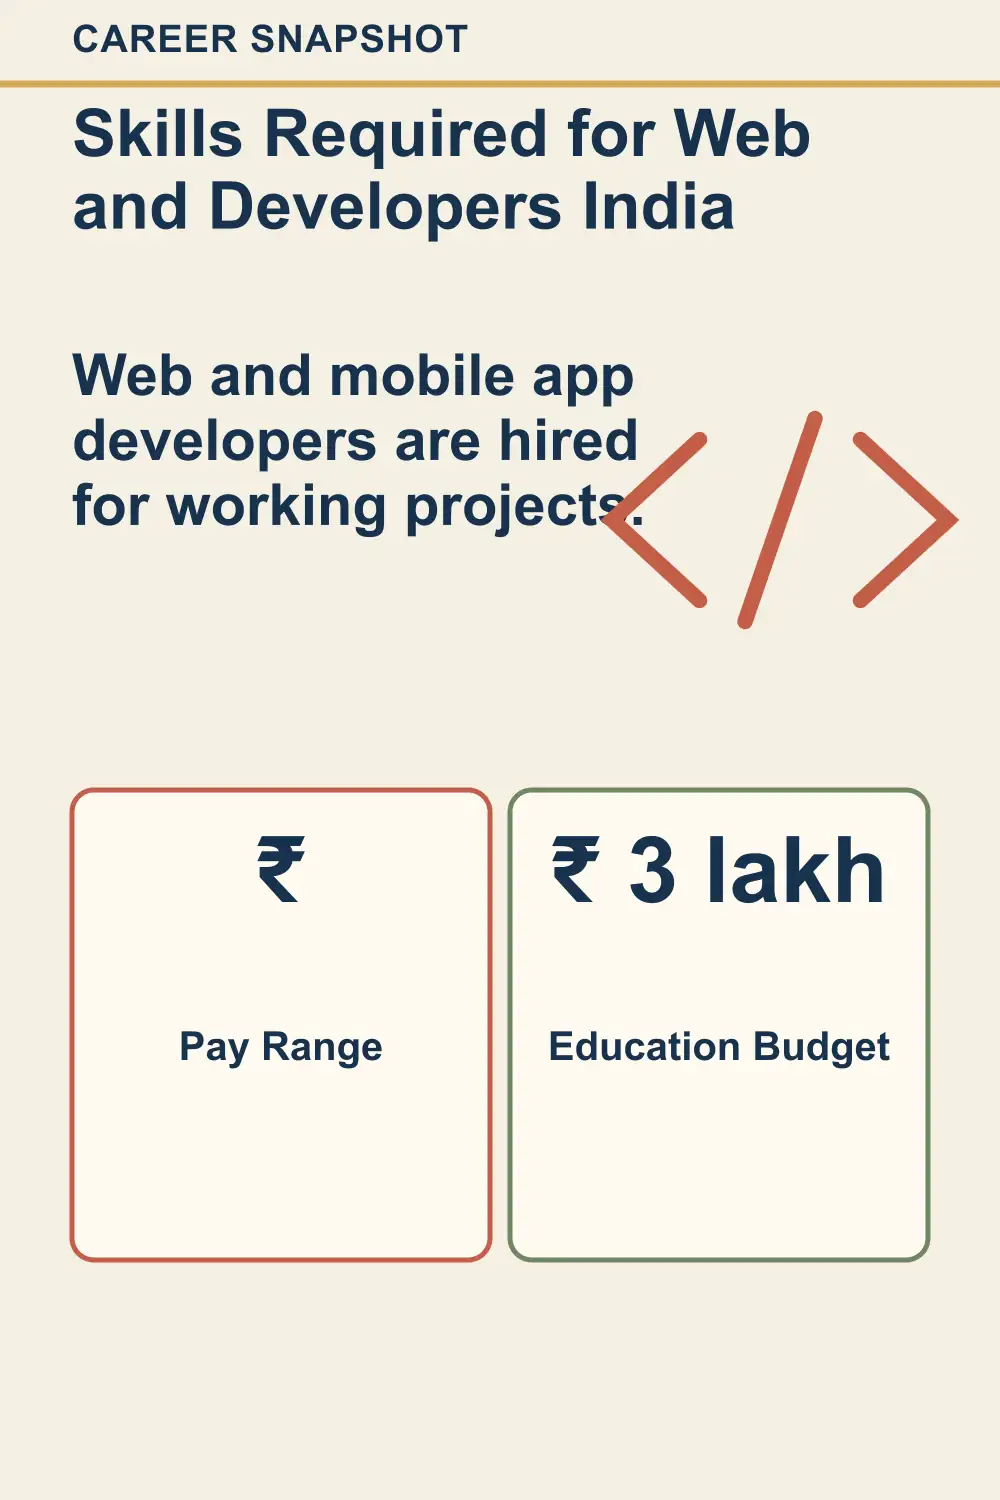 CAREER SNAPSHOT
Skills Required for Web
and Developers India
Web and mobile app
developers are hired
for working projects.
₹
Pay Range
₹ 3 lakh
Education Budget